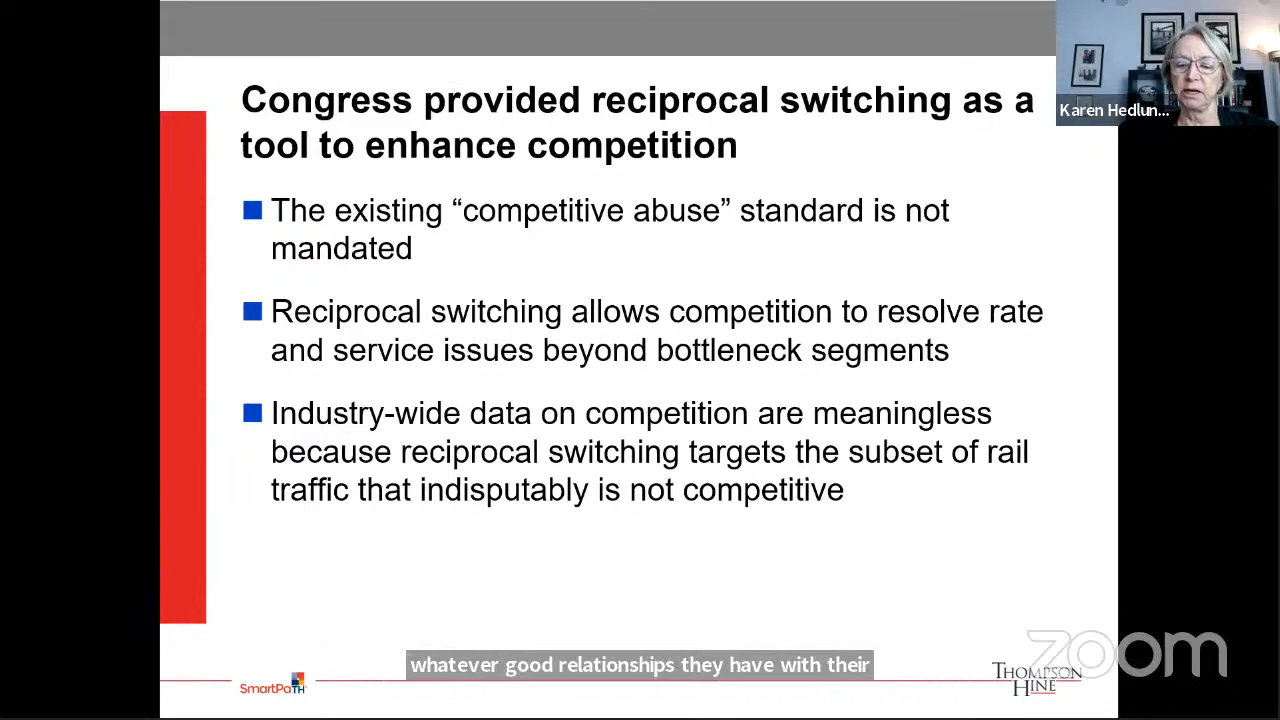 Congress provided reciprocal switching as a
tool to enhance competition
Karen Hedlun...
The existing “competitive abuse” standard is not
mandated
Reciprocal switching allows competition to resolve rate
and service issues beyond bottleneck segments
Industry-wide data on competition are meaningless
because reciprocal switching targets the subset of rail
traffic that indisputably is not competitive
whatever good relationships they have with their
zoom
SmartPaTH
THOMPSON
HINE